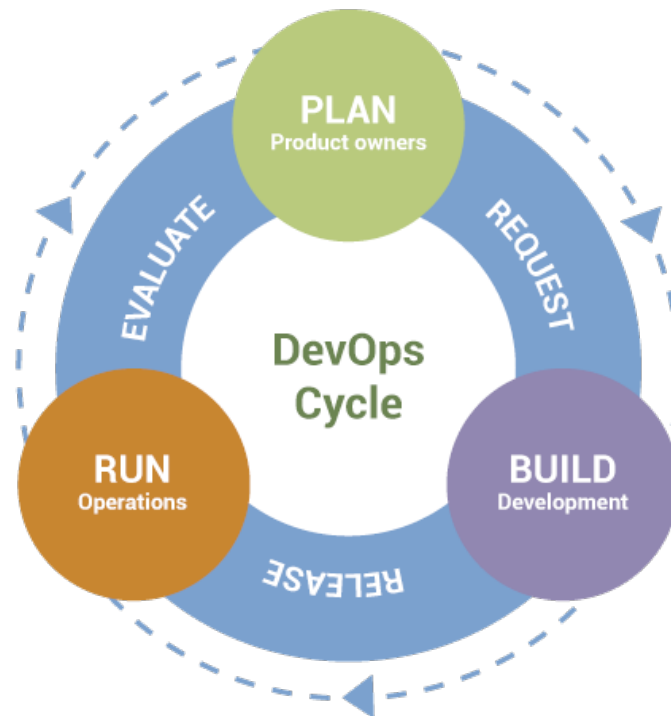 PLAN
Product owners
EVALUATE
REQUEST
DevOps
Cycle
RUN
Operations
BUILD
Development
RELEASE